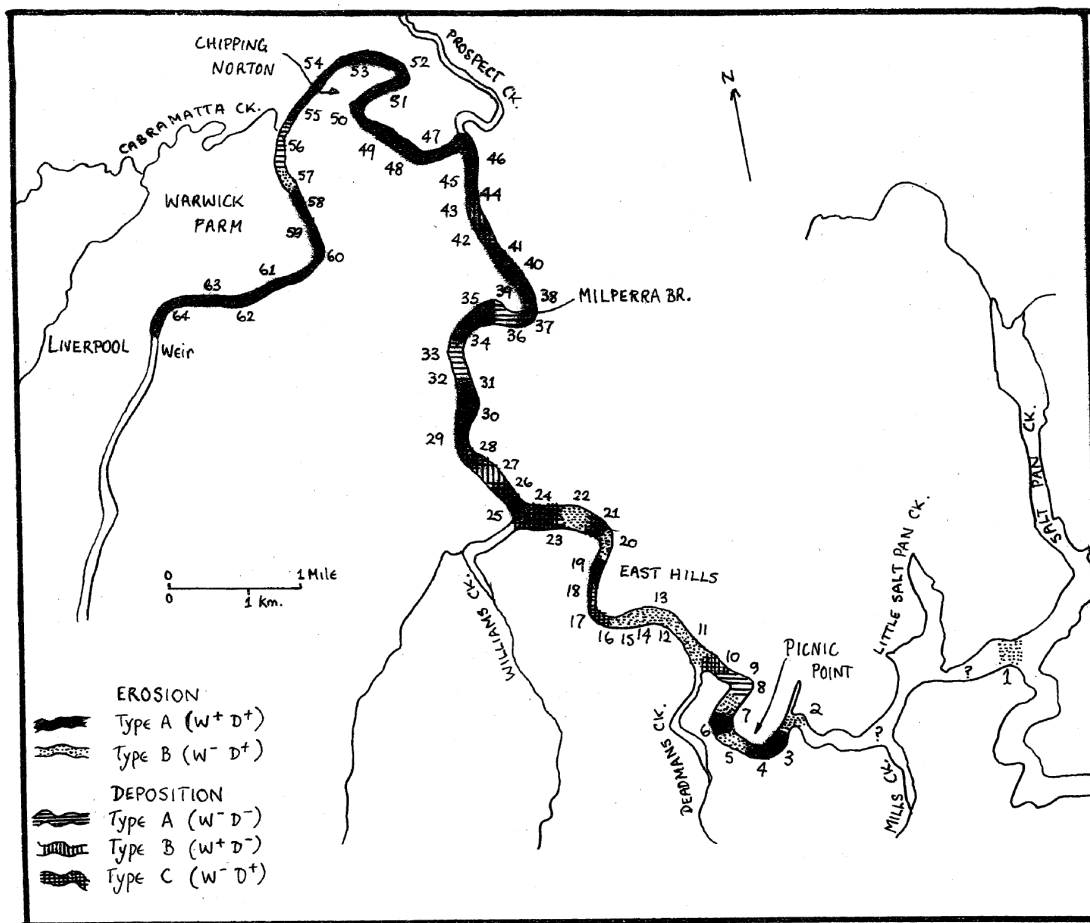 CHIPPING
NORTON
PROSPECT CK.
CABRAMATTA CK.
WARWICK
FARM
LIVERPOOL
Weir
N
MILPERRA BR.
EAST HILLS
PICNIC
POINT
LITTLE SALT PAN CK.
SALT PAN CK.
WILLIAMS CK.
DEADMANS CK.
MILLS CK.
?
?
0 1 Mile
0 1 Km.
1
2
3
4
5
6
7
8
9
10
11
12
13
14
15
16
17
18
19
20
21
22
23
24
25
26
27
28
29
30
31
32
33
34
35
36
37
38
39
40
41
42
43
44
45
46
47
48
49
50
51
52
53
54
55
56
57
58
59
60
61
62
63
64
EROSION
Type A (W⁺ D⁺)
Type B (W⁻ D⁺)
DEPOSITION
Type A (W⁻ D⁻)
Type B (W⁺ D⁻)
Type C (W⁻ D⁺)